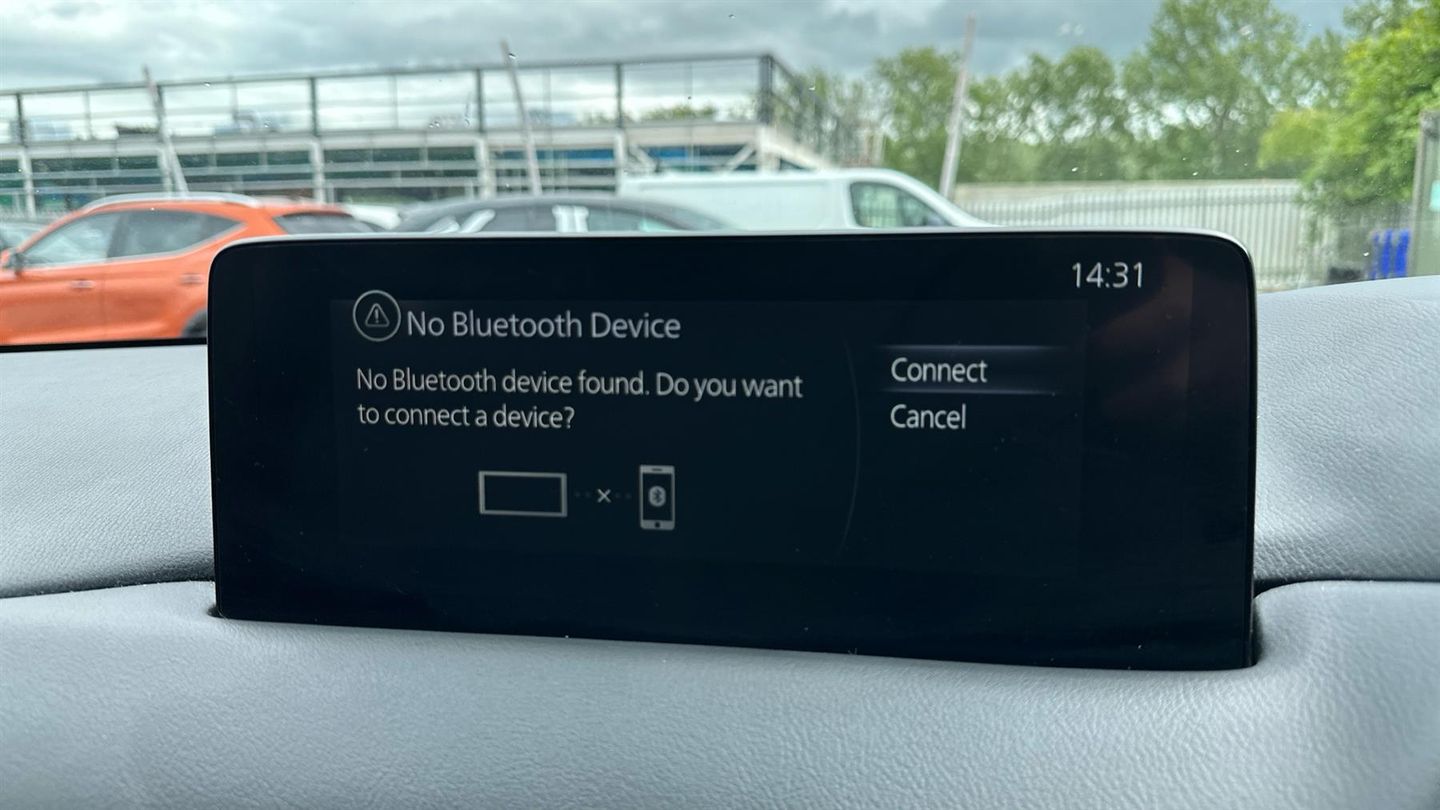 14:31
No Bluetooth Device
No Bluetooth device found. Do you want
to connect a device?
Connect
Cancel